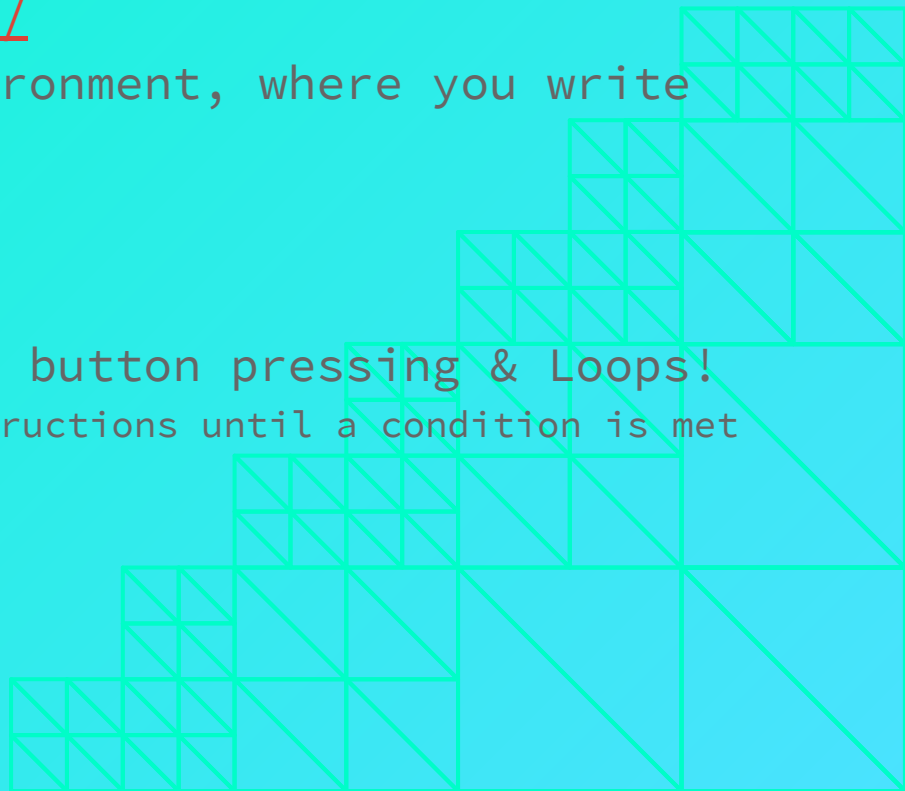 /
ronment, where you write
button pressing & Loops!
ructions until a condition is met